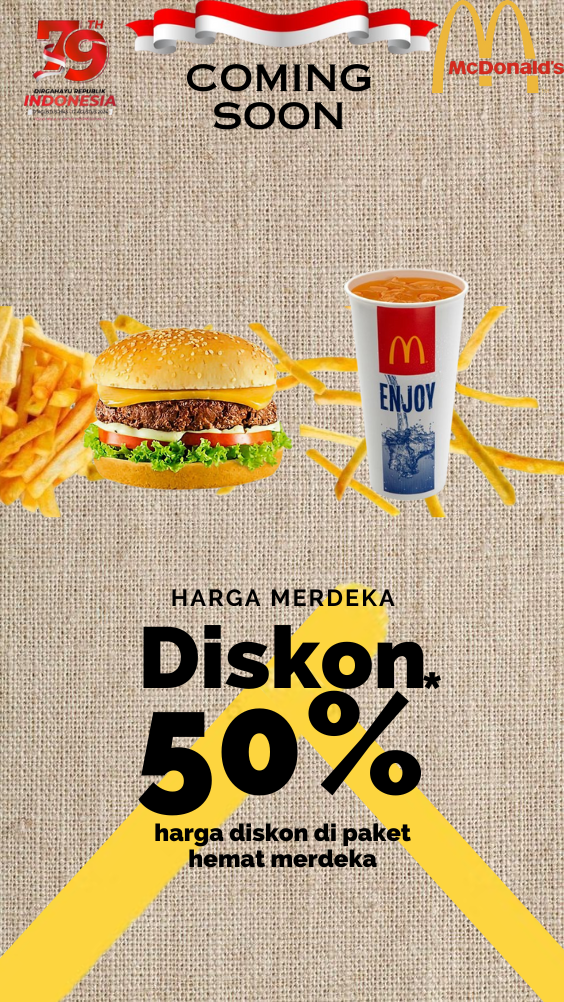 79TH
DIRGAHAYU REPUBLIK
INDONESIA
COMING
SOON
McDonald's
ENJOY
HARGA MERDEKA
Diskon*
50%
harga diskon di paket
hemat merdeka